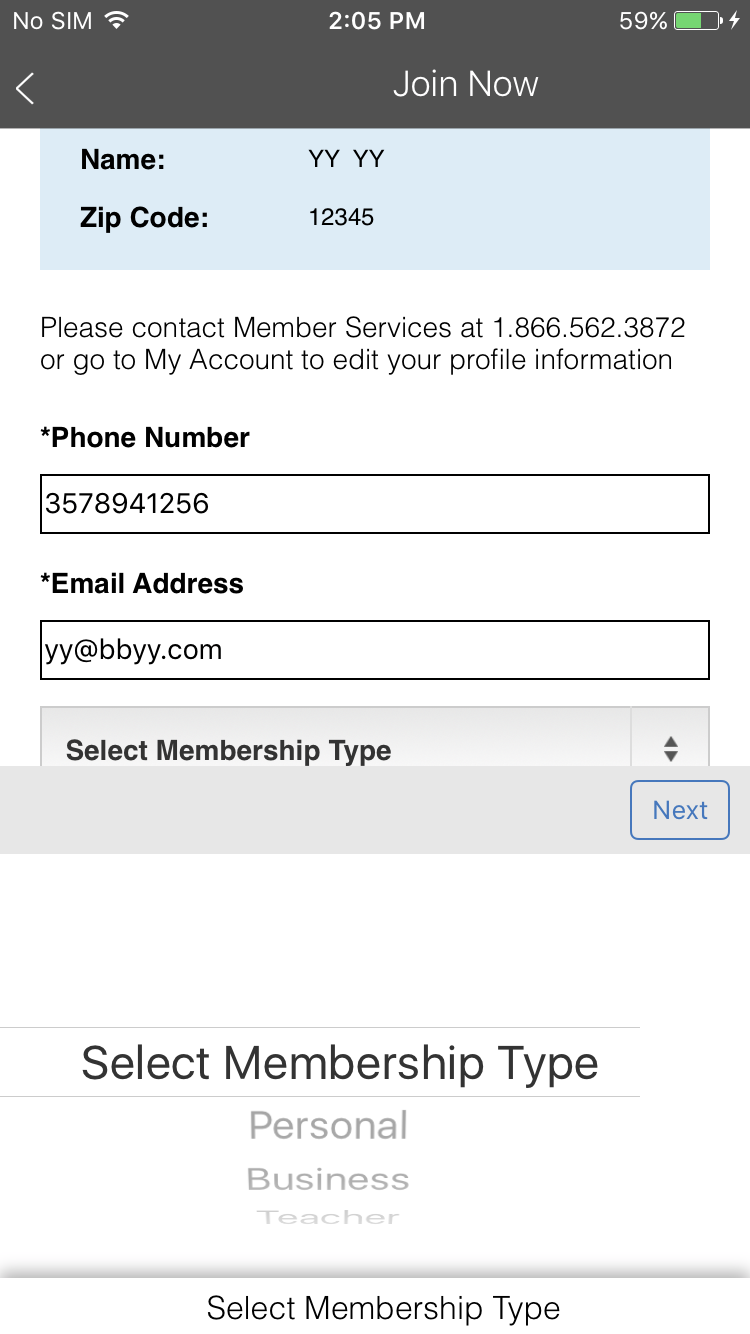 No SIM 2:05 PM 59%
Join Now
Name: YY YY
Zip Code: 12345
Please contact Member Services at 1.866.562.3872
or go to My Account to edit your profile information
*Phone Number
3578941256
*Email Address
yy@bbyy.com
Select Membership Type
Next
Select Membership Type
Personal
Business
Teacher
Select Membership Type